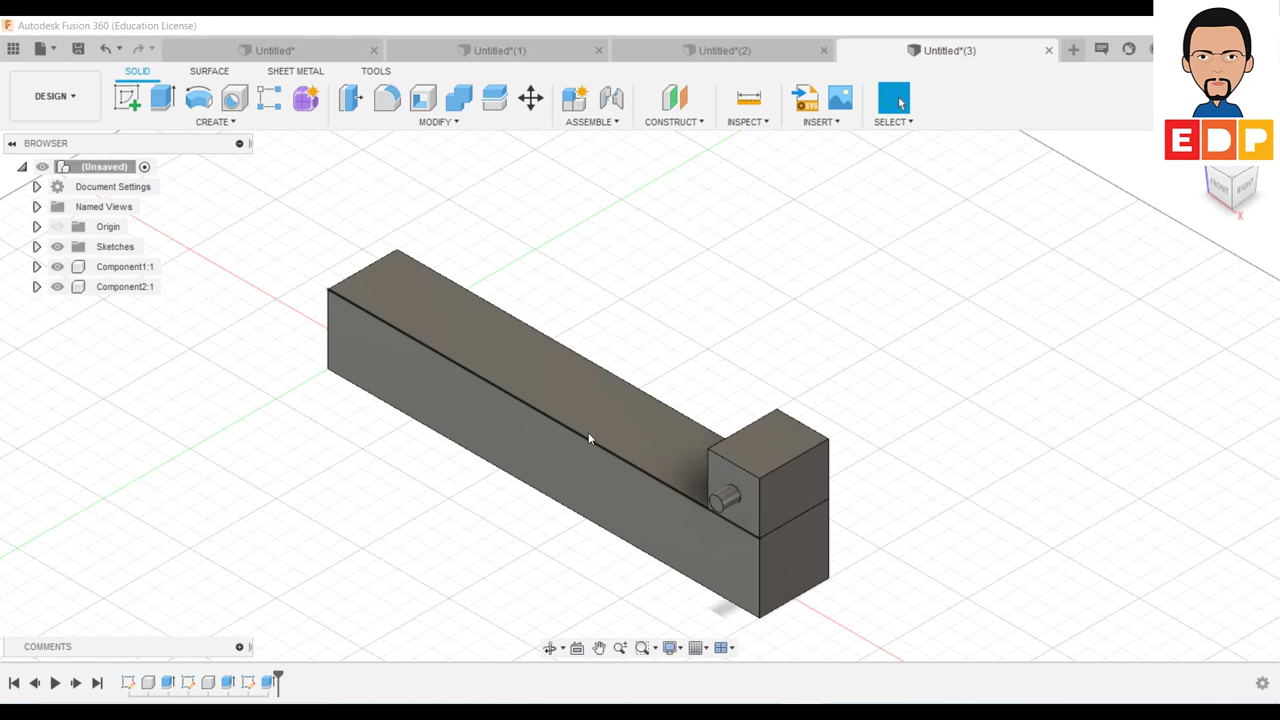 Autodesk Fusion 360 (Education License)
Untitled*
Untitled*(1)
Untitled*(2)
Untitled*(3)
SOLID SURFACE SHEET METAL TOOLS
DESIGN
CREATE MODIFY ASSEMBLE CONSTRUCT INSPECT INSERT SELECT
EDP
BROWSER
(Unsaved)
Document Settings
Named Views
Origin
Sketches
Component1:1
Component2:1
FRONT RIGHT
X
COMMENTS